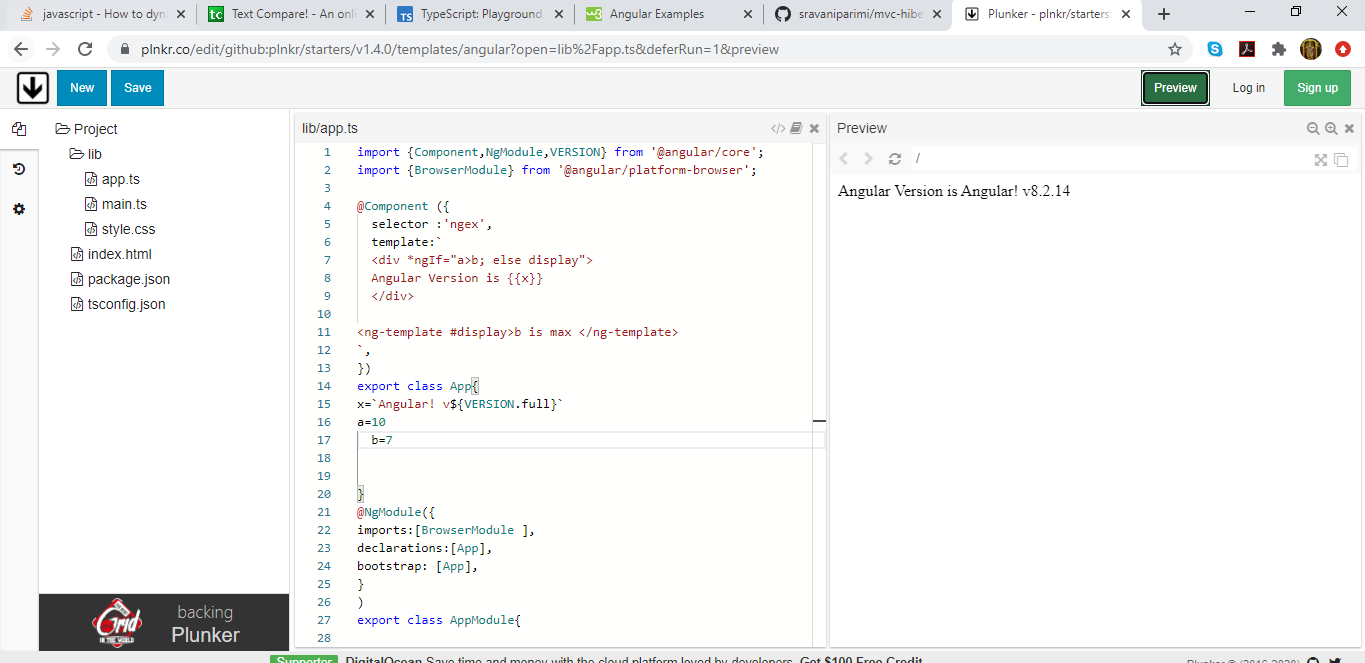 javascript - How to dyn
Text Compare! - An onli
TypeScript: Playground
Angular Examples
sravaniparimi/mvc-hibe
Plunker - plnkr/starters
plnkr.co/edit/github:plnkr/starters/v1.4.0/templates/angular?open=lib%2Fapp.ts&deferRun=1&preview
New
Save
Preview
Log in
Sign up
Project
lib
app.ts
main.ts
style.css
index.html
package.json
tsconfig.json
backing
Plunker
lib/app.ts
1 import {Component,NgModule,VERSION} from '@angular/core';
2 import {BrowserModule} from '@angular/platform-browser';
3
4 @Component ({
5 selector :'ngex',
6 template:`
7 <div *ngIf="a>b; else display">
8 Angular Version is {{x}}
9 </div>
10
11 <ng-template #display>b is max </ng-template>
12 `,
13 })
14 export class App{
15 x=`Angular! v${VERSION.full}`
16 a=10
17 b=7
18
19
20 }
21 @NgModule({
22 imports:[BrowserModule ],
23 declarations:[App],
24 bootstrap: [App],
25 }
26 )
27 export class AppModule{
28
Preview
/
Angular Version is Angular! v8.2.14
Supporter
DigitalOcean Save time and money with the cloud platform loved by developers. Get $100 Free Credit